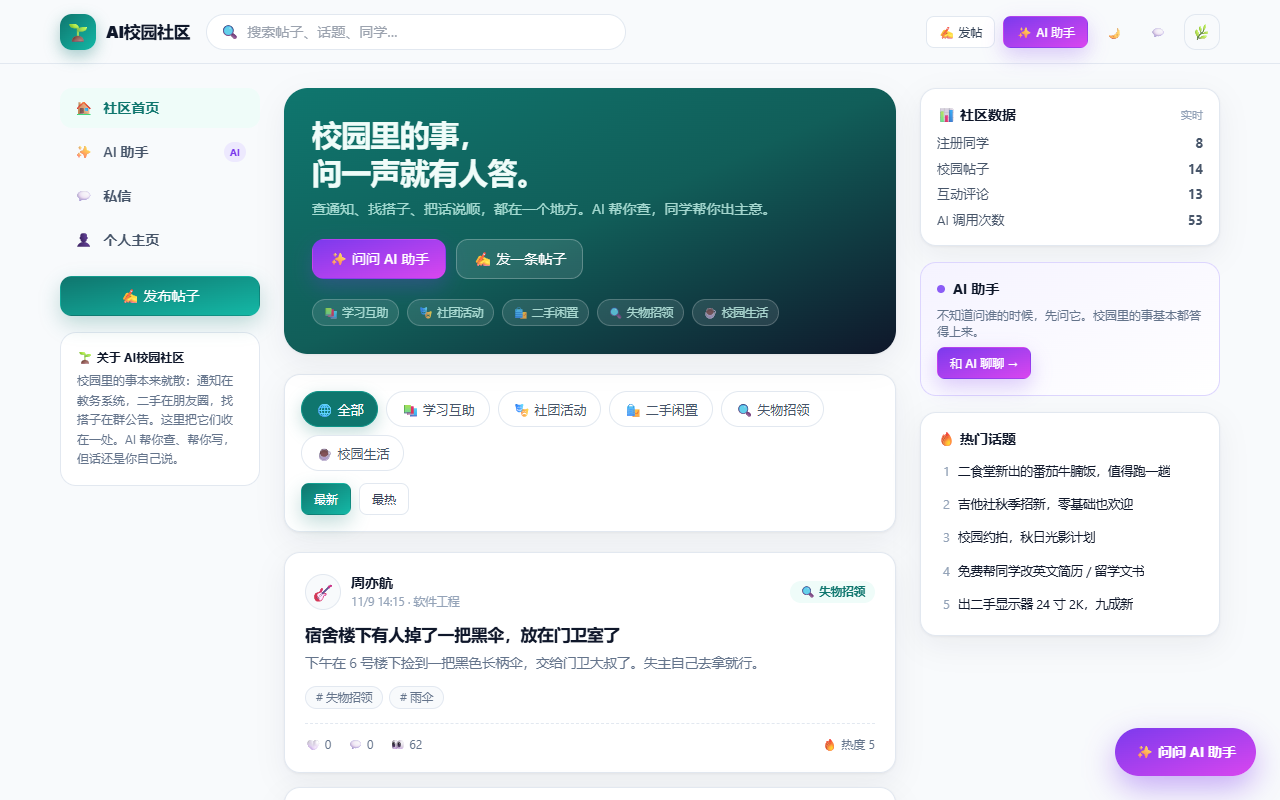 AI校园社区
搜索帖子、话题、同学...
发帖
AI 助手
社区首页
AI 助手
AI
私信
个人主页
发布帖子
关于 AI校园社区
校园里的事本来就散：通知在
教务系统，二手在朋友圈，找
搭子在群公告。这里把它们收
在一处。AI 帮你查、帮你写，
但话还是你自己说。
校园里的事，
问一声就有人答。
查通知、找搭子、把话说顺，都在一个地方。AI 帮你查，同学帮你出主意。
问问 AI 助手
发一条帖子
学习互助
社团活动
二手闲置
失物招领
校园生活
全部
学习互助
社团活动
二手闲置
失物招领
校园生活
最新
最热
周亦航
11/9 14:15 · 软件工程
失物招领
宿舍楼下有人掉了一把黑伞，放在门卫室了
下午在 6 号楼下捡到一把黑色长柄伞，交给门卫大叔了。失主自己去拿就行。
# 失物招领
# 雨伞
0
0
62
热度 5
社区数据
实时
注册同学 8
校园帖子 14
互动评论 13
AI 调用次数 53
AI 助手
不知道问谁的时候，先问它。校园里的事基本都答
得上来。
和 AI 聊聊 →
热门话题
1 二食堂新出的番茄牛腩饭，值得跑一趟
2 吉他社秋季招新，零基础也欢迎
3 校园约拍，秋日光影计划
4 免费帮同学改英文简历 / 留学文书
5 出二手显示器 24 寸 2K，九成新
问问 AI 助手